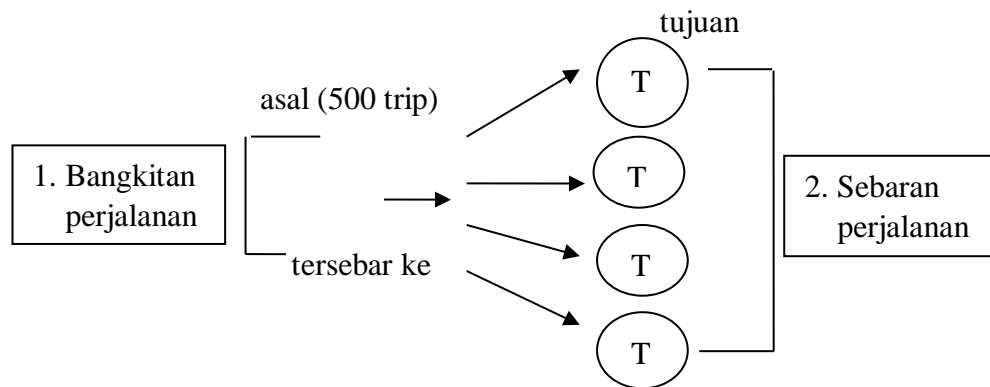 tujuan
T
asal (500 trip)
1. Bangkitan
perjalanan
T
2. Sebaran
perjalanan
tersebar ke
T
T